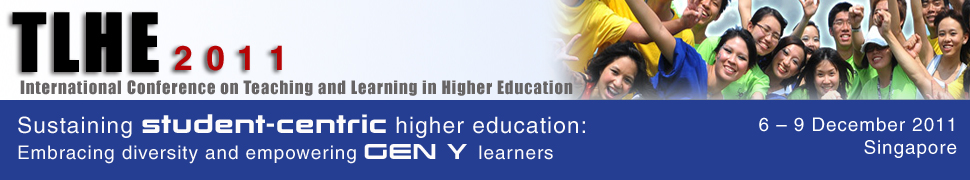 TLHE 2011
International Conference on Teaching and Learning in Higher Education
Sustaining student-centric higher education:
Embracing diversity and empowering GEN Y learners
6 – 9 December 2011
Singapore